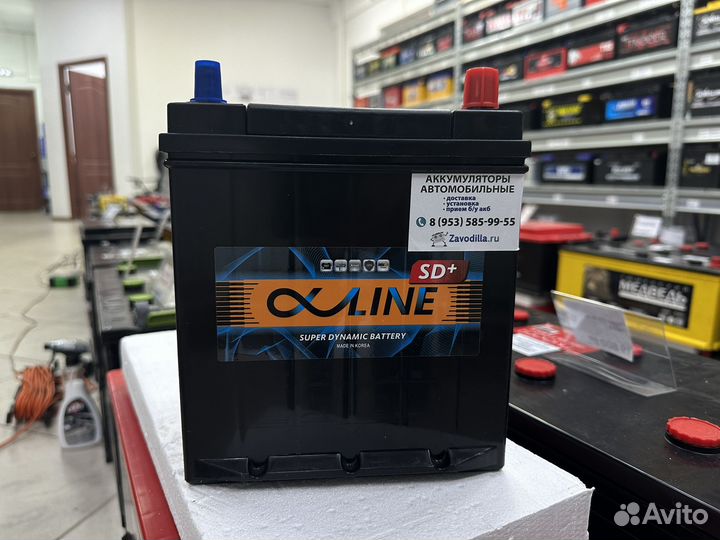 АККУМУЛЯТОРЫ
АВТОМОБИЛЬНЫЕ
• доставка
• установка
• прием б/у акб
8 (953) 585-99-55
Zavodilla.ru
SD+
αLINE
SUPER DYNAMIC BATTERY
MADE IN KOREA
МЕДВЕДЬ
Avito